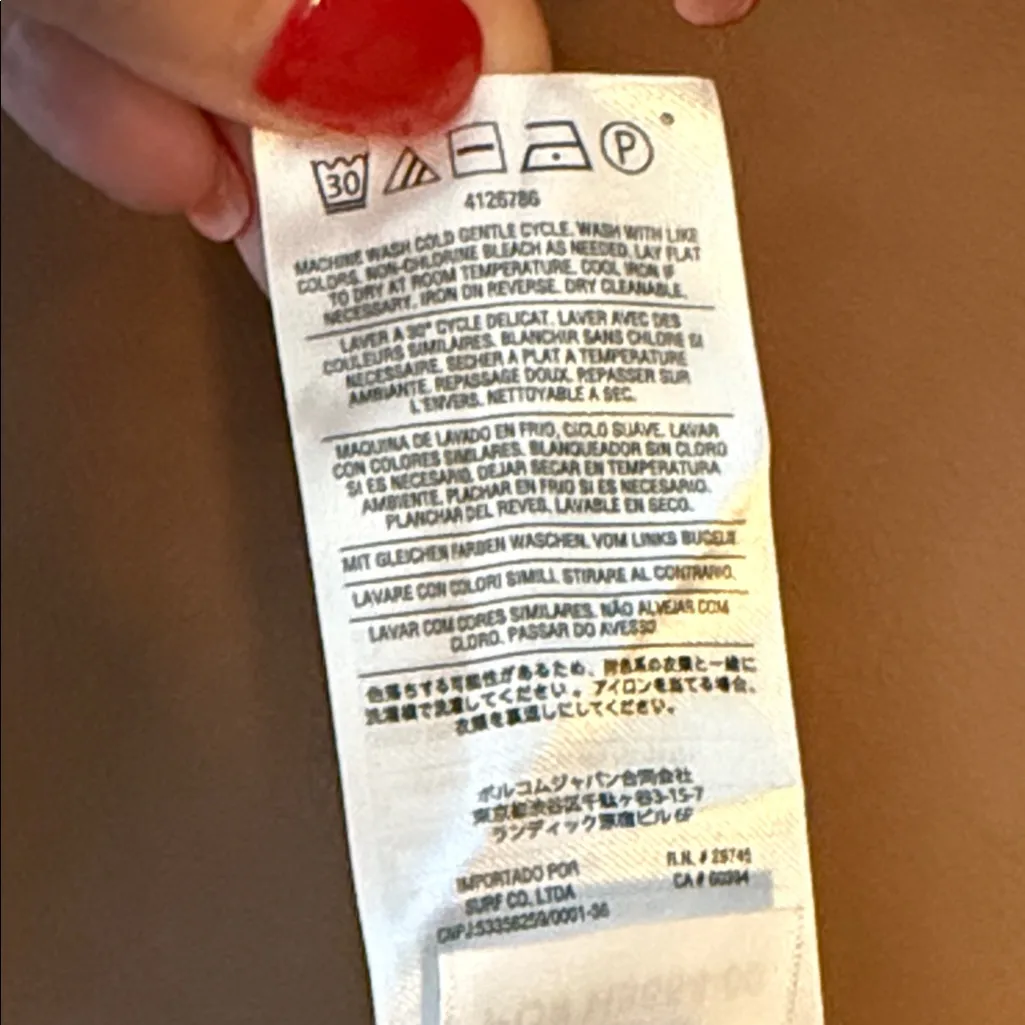 30 P
4126786
MACHINE WASH COLD GENTLE CYCLE. WASH WITH LIKE
COLORS. NON-CHLORINE BLEACH AS NEEDED. LAY FLAT
TO DRY AT ROOM TEMPERATURE. COOL IRON IF
NECESSARY. IRON ON REVERSE. DRY CLEANABLE.
LAVER A 30° CYCLE DELICAT. LAVER AVEC DES
COULEURS SIMILAIRES. BLANCHIR SANS CHLORE SI
NECESSAIRE. SECHER A PLAT A TEMPERATURE
AMBIANTE. REPASSAGE DOUX. REPASSER SUR
L'ENVERS. NETTOYABLE A SEC.
MAQUINA DE LAVADO EN FRIO, CICLO SUAVE. LAVAR
CON COLORES SIMILARES. BLANQUEADOR SIN CLORO
SI ES NECESARIO. DEJAR SECAR EN TEMPERATURA
AMBIENTE. PLACHAR EN FRIO SI ES NECESARIO.
PLANCHAR DEL REVES. LAVABLE EN SECO.
MIT GLEICHEN FARBEN WASCHEN. VOM LINKS BUGELN
LAVARE CON COLORI SIMILI. STIRARE AL CONTRARIO.
LAVAR COM CORES SIMILARES. NÃO ALVEJAR COM
CLORO. PASSAR DO AVESSO
色落ちする可能性があるため、同色系の衣類と一緒に
洗濯機で洗濯してください。アイロンを当てる場合、
衣類を裏返しにしてください。
ボルコムジャパン合同会社
東京都渋谷区千駄ヶ谷3-15-7
ランディック原宿ビル 6F
IMPORTADO POR
SURF CO. LTDA
CNPJ:53356259/0001-36
R.N. # 29745
CA #